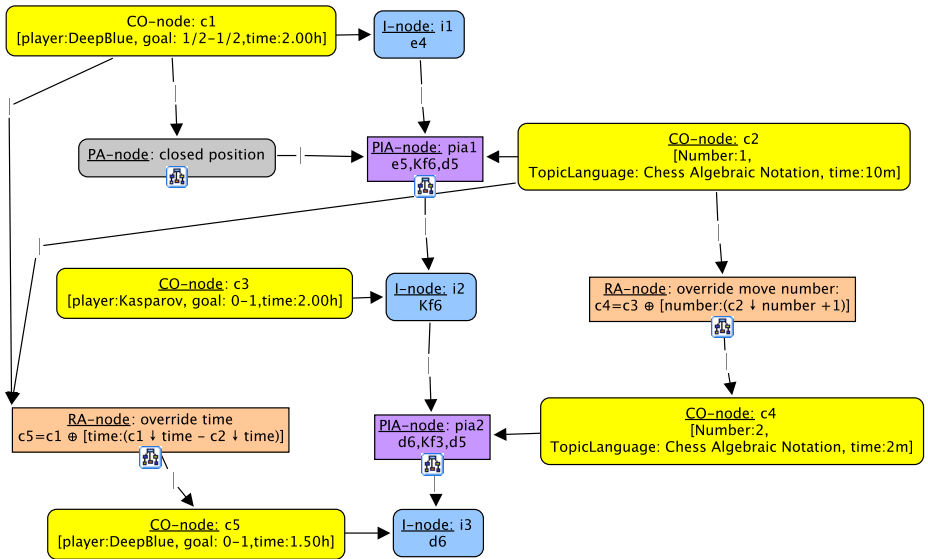 CO-node: c1
[player:DeepBlue, goal: 1/2-1/2,time:2.00h]
I-node: i1
e4
PA-node: closed position
PIA-node: pia1
e5,Kf6,d5
CO-node: c2
[Number:1,
TopicLanguage: Chess Algebraic Notation, time:10m]
CO-node: c3
[player:Kasparov, goal: 0-1,time:2.00h]
I-node: i2
Kf6
RA-node: override move number:
c4=c3 ⊕ [number:(c2 ↓ number +1)]
RA-node: override time
c5=c1 ⊕ [time:(c1 ↓ time - c2 ↓ time)]
PIA-node: pia2
d6,Kf3,d5
CO-node: c4
[Number:2,
TopicLanguage: Chess Algebraic Notation, time:2m]
CO-node: c5
[player:DeepBlue, goal: 0-1,time:1.50h]
I-node: i3
d6